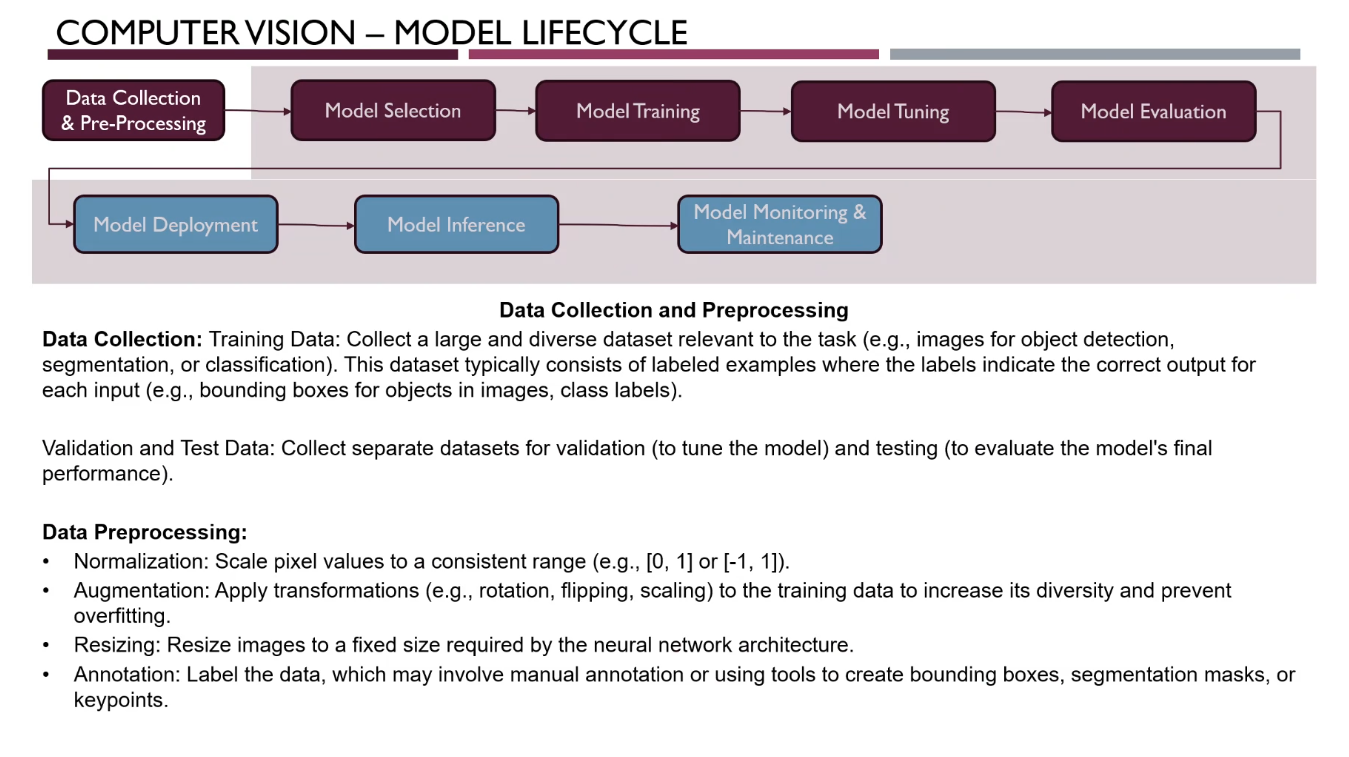 COMPUTER VISION – MODEL LIFECYCLE
Data Collection
& Pre-Processing
Model Selection
Model Training
Model Tuning
Model Evaluation
Model Deployment
Model Inference
Model Monitoring &
Maintenance
Data Collection and Preprocessing
Data Collection: Training Data: Collect a large and diverse dataset relevant to the task (e.g., images for object detection,
segmentation, or classification). This dataset typically consists of labeled examples where the labels indicate the correct output for
each input (e.g., bounding boxes for objects in images, class labels).
Validation and Test Data: Collect separate datasets for validation (to tune the model) and testing (to evaluate the model's final
performance).
Data Preprocessing:
• Normalization: Scale pixel values to a consistent range (e.g., [0, 1] or [-1, 1]).
• Augmentation: Apply transformations (e.g., rotation, flipping, scaling) to the training data to increase its diversity and prevent
overfitting.
• Resizing: Resize images to a fixed size required by the neural network architecture.
• Annotation: Label the data, which may involve manual annotation or using tools to create bounding boxes, segmentation masks, or
keypoints.